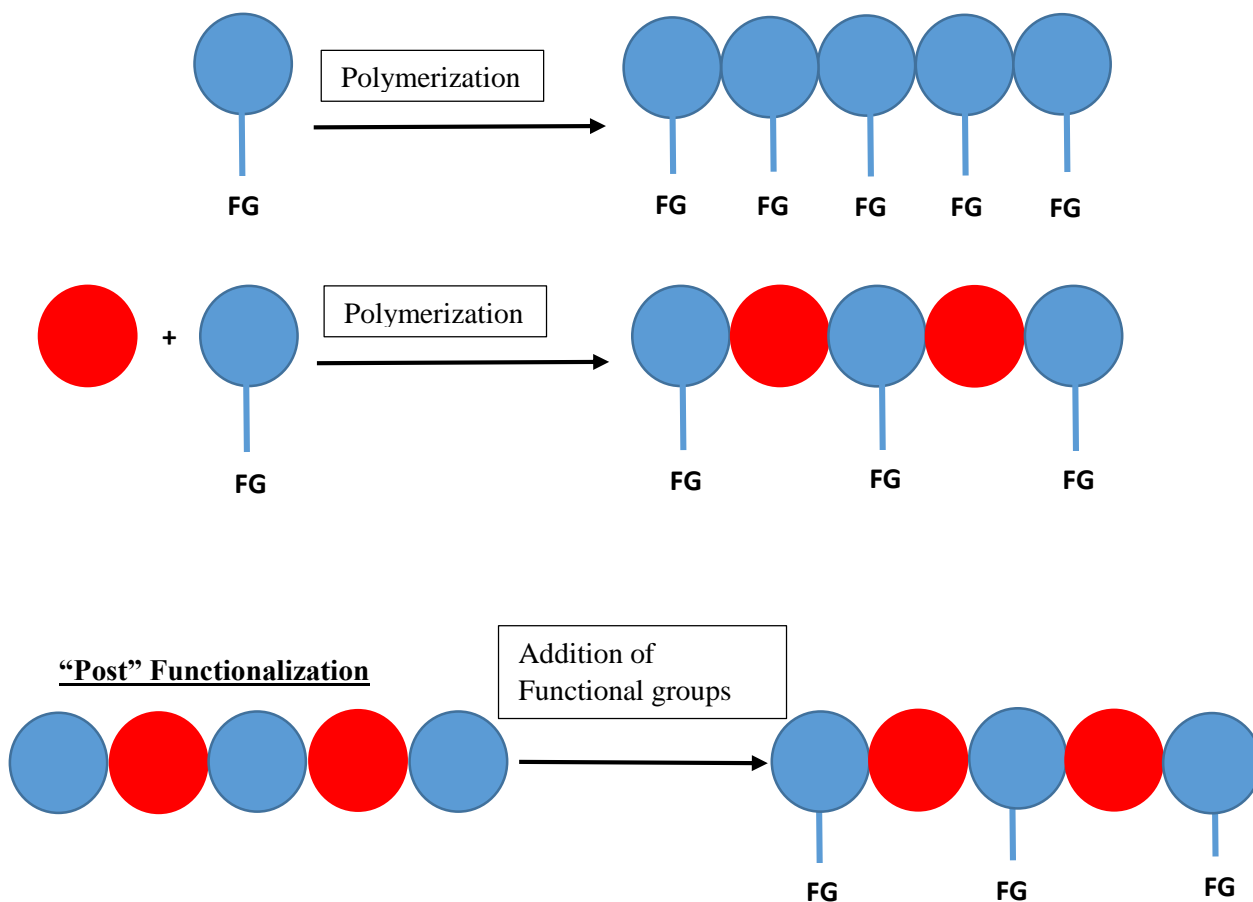 Polymerization
FG
FG FG FG FG FG
Polymerization
+
FG
FG FG FG
“Post” Functionalization
Addition of
Functional groups
FG FG FG